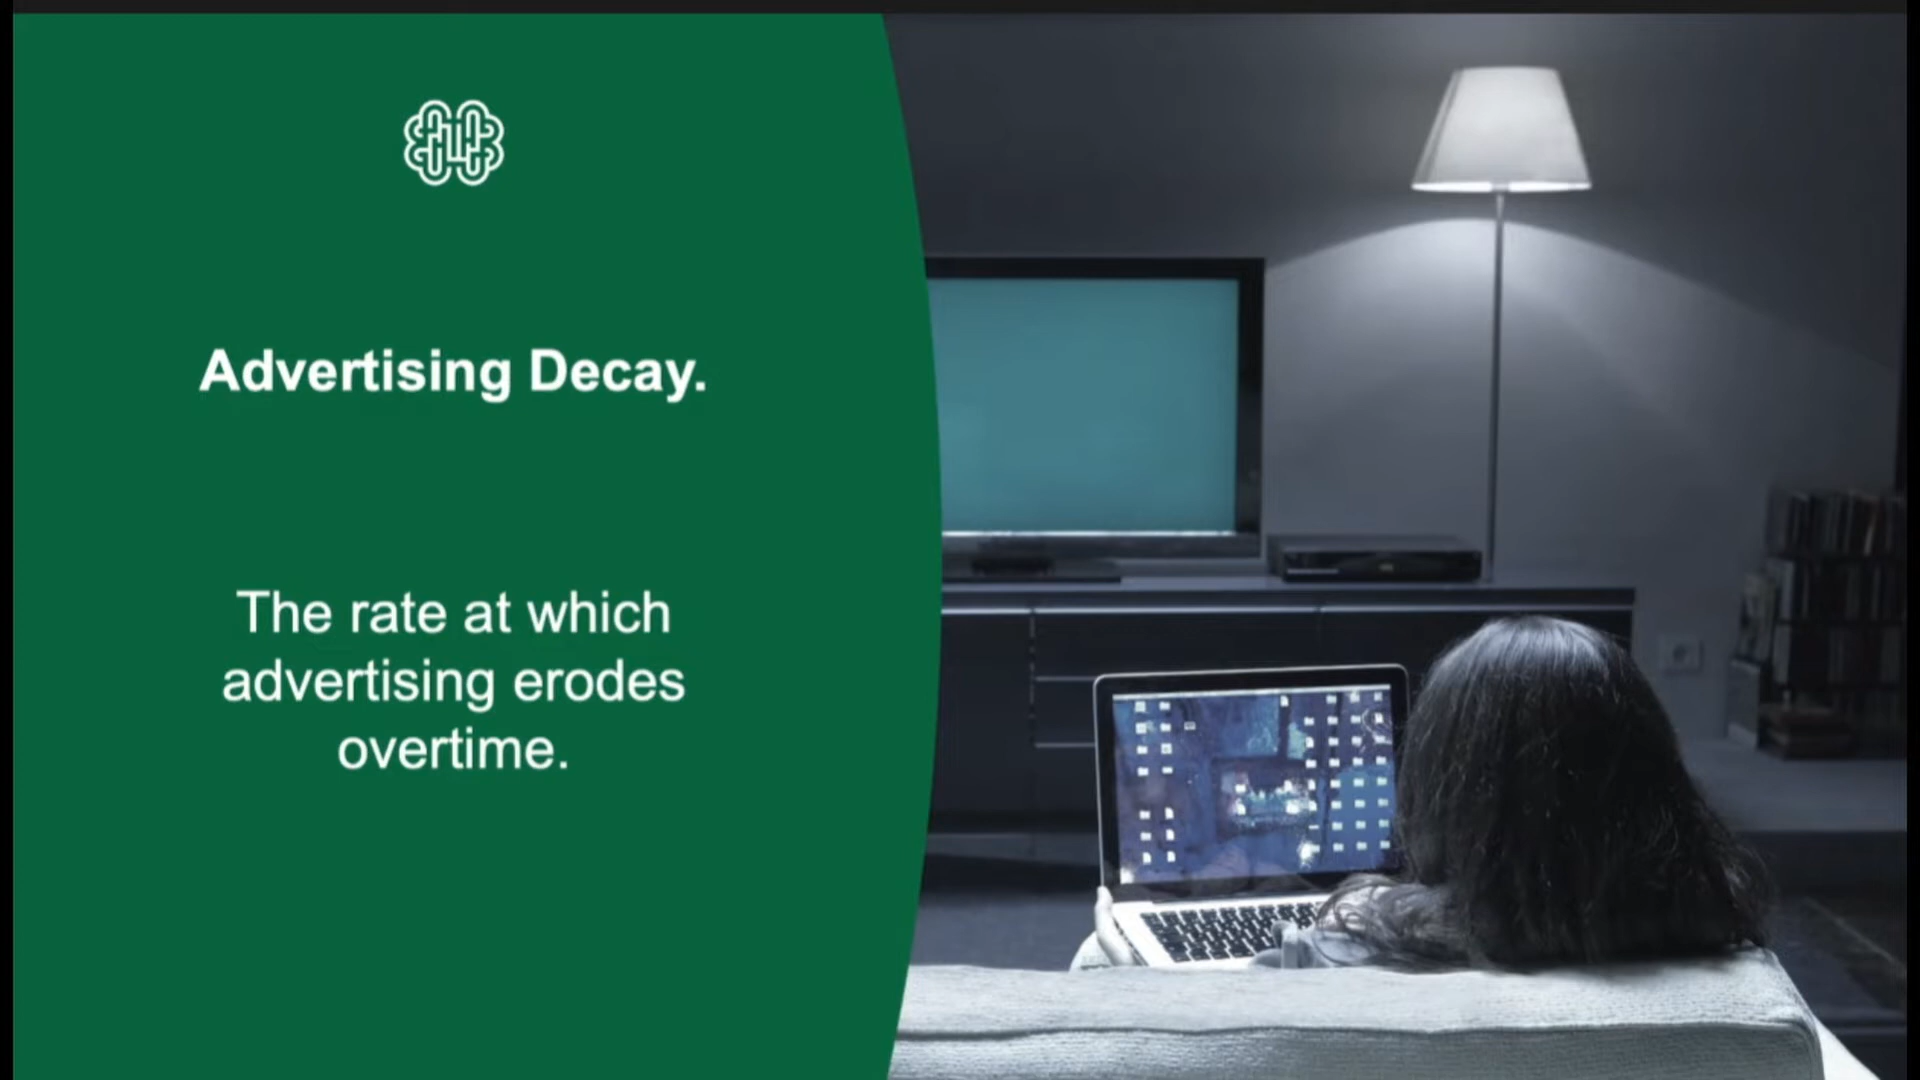 Advertising Decay.
The rate at which
advertising erodes
overtime.